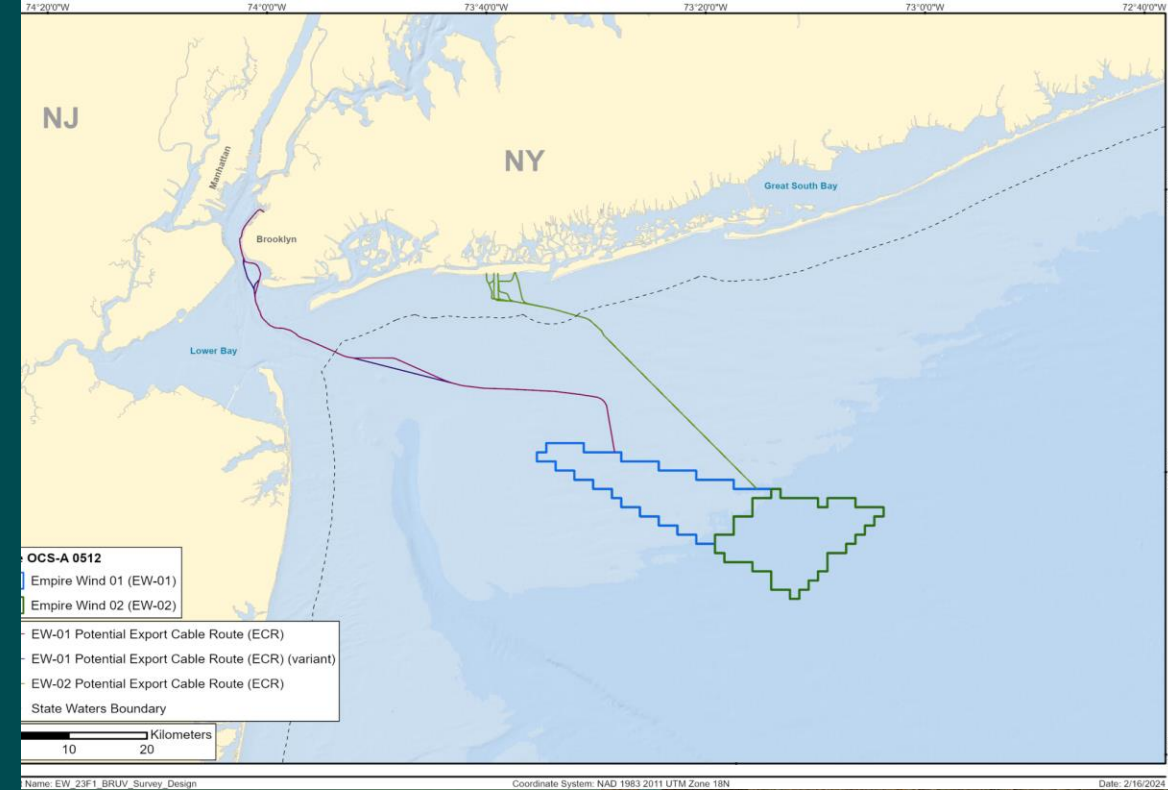 74°20'0"W 74°0'0"W 73°40'0"W 73°20'0"W 73°0'0"W 72°40'0"W
NJ
Manhattan
NY
Great South Bay
Brooklyn
Lower Bay
OCS-A 0512
Empire Wind 01 (EW-01)
Empire Wind 02 (EW-02)
EW-01 Potential Export Cable Route (ECR)
EW-01 Potential Export Cable Route (ECR) (variant)
EW-02 Potential Export Cable Route (ECR)
State Waters Boundary
Kilometers
10 20
Name: EW_23F1_BRUV_Survey_Design Coordinate System: NAD 1983 2011 UTM Zone 18N Date: 2/16/2024